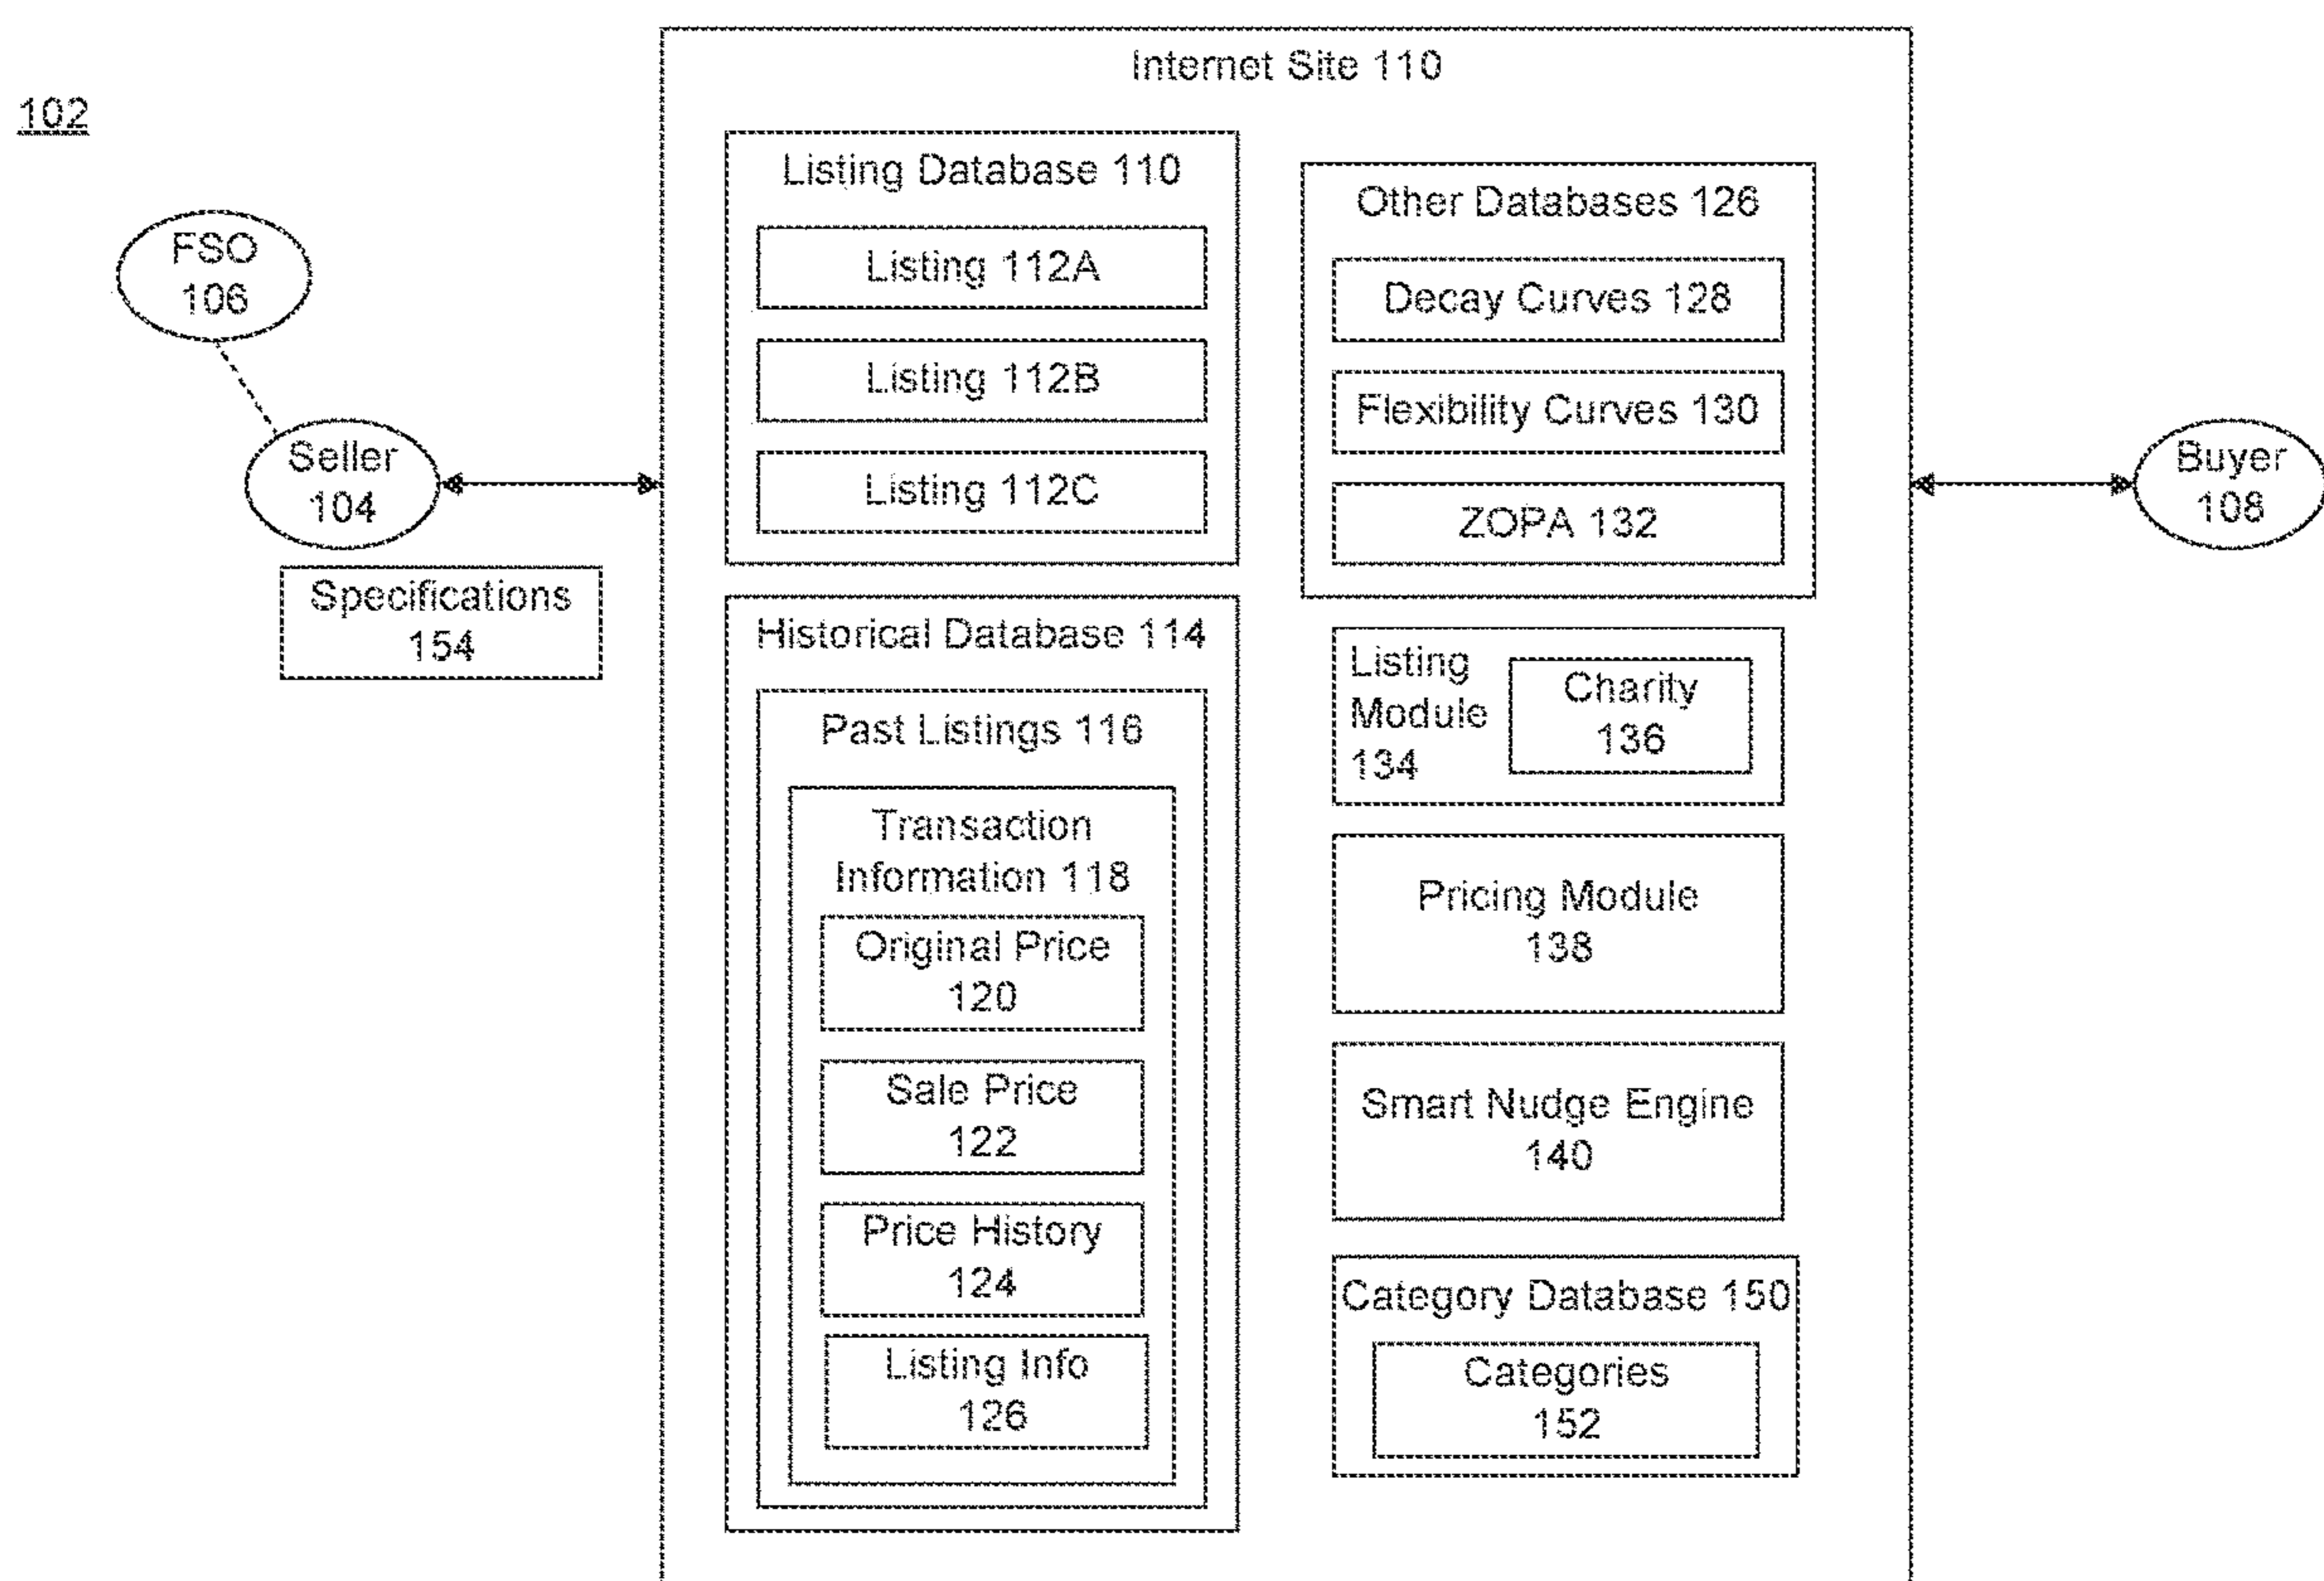 Internet Site 110
102
FSO
106
Seller
104
Specifications
154
Listing Database 110
Listing 112A
Listing 112B
Listing 112C
Historical Database 114
Past Listings 116
Transaction
Information 118
Original Price
120
Sale Price
122
Price History
124
Listing Info
126
Other Databases 126
Decay Curves 128
Flexibility Curves 130
ZOPA 132
Listing
Module
134
Charity
136
Pricing Module
138
Smart Nudge Engine
140
Category Database 150
Categories
152
Buyer
108